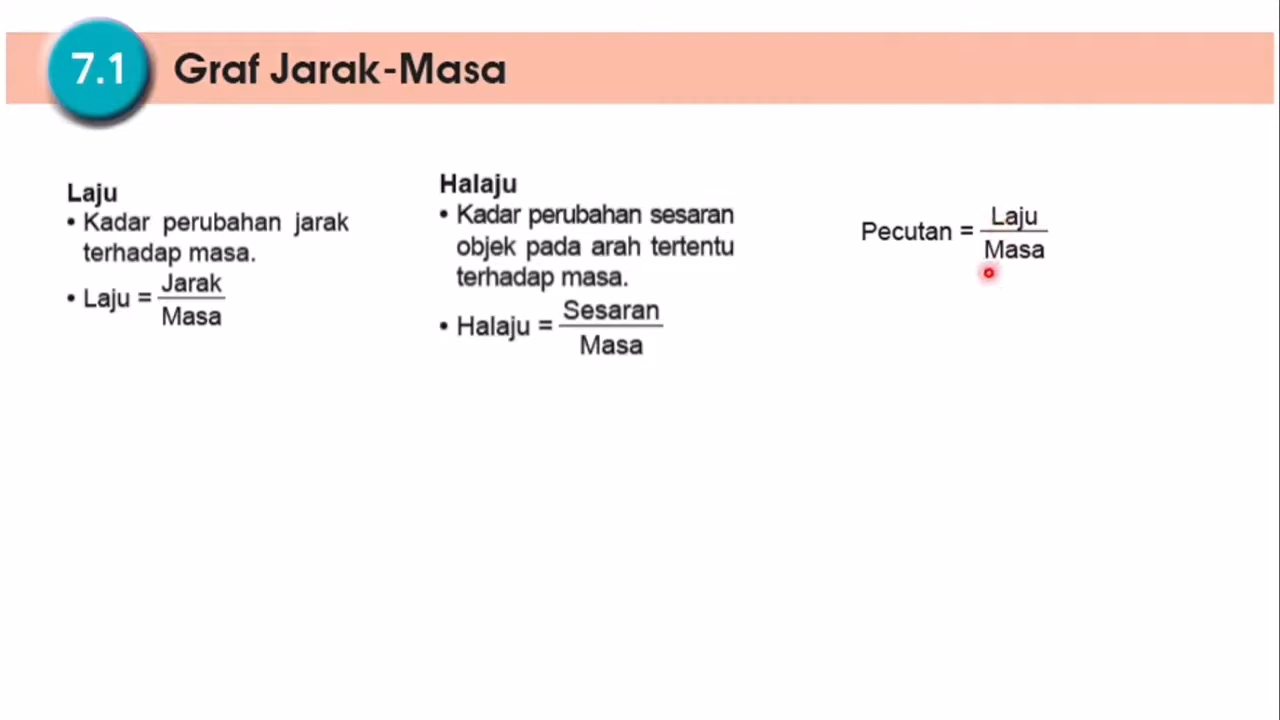 7.1 Graf Jarak-Masa
Laju
• Kadar perubahan jarak
terhadap masa.
• Laju = Jarak
Masa
Halaju
• Kadar perubahan sesaran
objek pada arah tertentu
terhadap masa.
• Halaju = Sesaran
Masa
Pecutan = Laju
Masa